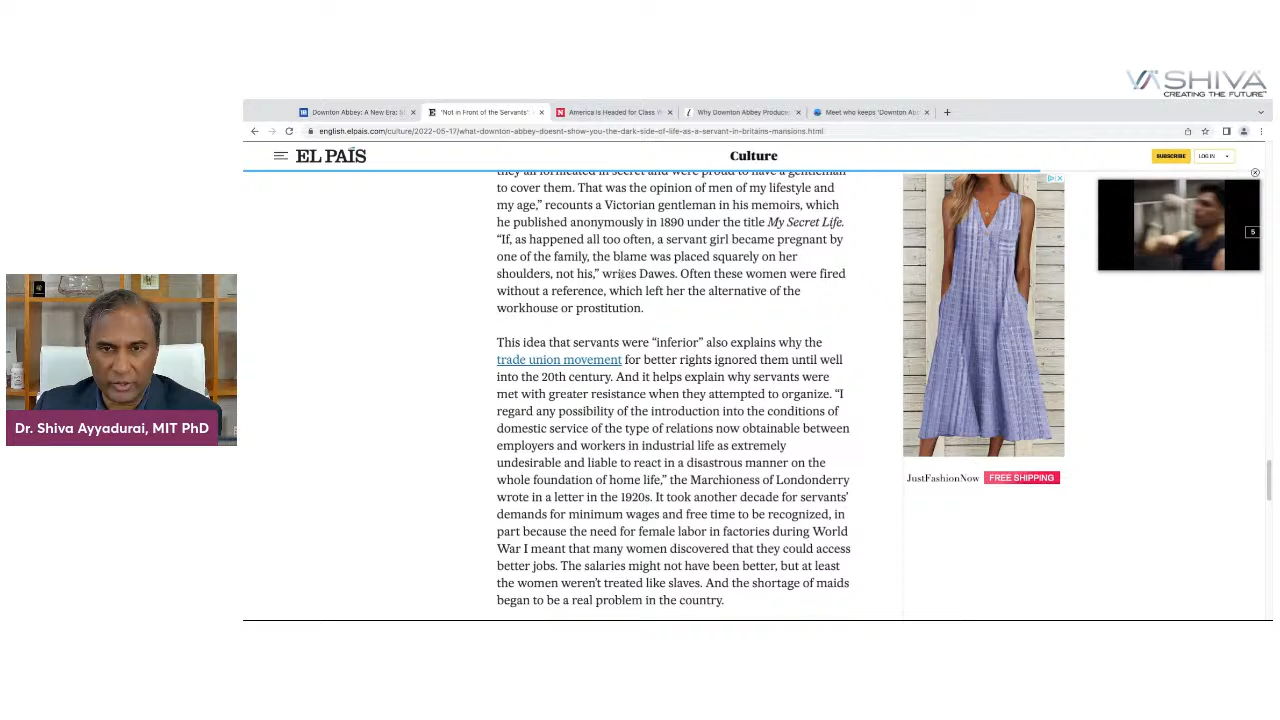 VASHIVA
CREATING THE FUTURE
Downton Abbey: A New Era: S
"Not in Front of the Servants":
America Is Headed for Class W
Why Downton Abbey Produce
Meet who keeps 'Downton Ab
english.elpais.com/culture/2022-05-17/what-downton-abbey-doesnt-show-you-the-dark-side-of-life-as-a-servant-in-britains-mansions.html
EL PAÍS
Culture
SUBSCRIBE
LOG IN
they all fornicated in secret and were proud to have a gentleman
to cover them. That was the opinion of men of my lifestyle and
my age,” recounts a Victorian gentleman in his memoirs, which
he published anonymously in 1890 under the title My Secret Life.
“If, as happened all too often, a servant girl became pregnant by
one of the family, the blame was placed squarely on her
shoulders, not his,” writes Dawes. Often these women were fired
without a reference, which left her the alternative of the
workhouse or prostitution.
This idea that servants were “inferior” also explains why the
trade union movement for better rights ignored them until well
into the 20th century. And it helps explain why servants were
met with greater resistance when they attempted to organize. “I
regard any possibility of the introduction into the conditions of
domestic service of the type of relations now obtainable between
employers and workers in industrial life as extremely
undesirable and liable to react in a disastrous manner on the
whole foundation of home life,” the Marchioness of Londonderry
wrote in a letter in the 1920s. It took another decade for servants’
demands for minimum wages and free time to be recognized, in
part because the need for female labor in factories during World
War I meant that many women discovered that they could access
better jobs. The salaries might not have been better, but at least
the women weren’t treated like slaves. And the shortage of maids
began to be a real problem in the country.
5
JustFashionNow
FREE SHIPPING
Dr. Shiva Ayyadurai, MIT PhD